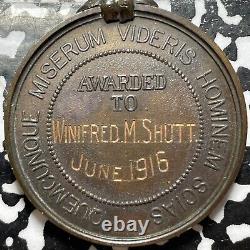 QUEMCUNQUE MISERUM VIDERIS HOMINEM SCIAS
AWARDED
TO
WINIFRED.M.SHUTT
JUNE.1916